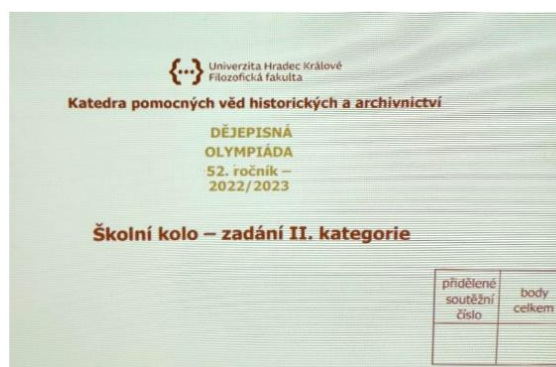 {…} Univerzita Hradec Králové
Filozofická fakulta
Katedra pomocných věd historických a archivnictví
DĚJEPISNÁ
OLYMPIÁDA
52. ročník –
2022/2023
Školní kolo – zadání II. kategorie
přidělené
soutěžní
číslo
body
celkem